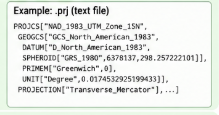 Example: .prj (text file)
PROJCS["NAD_1983_UTM_Zone_15N",
GEOGCS["GCS_North_American_1983",
DATUM["D_North_American_1983",
SPHEROID["GRS_1980",6378137,298.257222101]],
PRIMEM["Greenwich",0],
UNIT["Degree",0.0174532925199433]],
PROJECTION["Transverse_Mercator"],...]